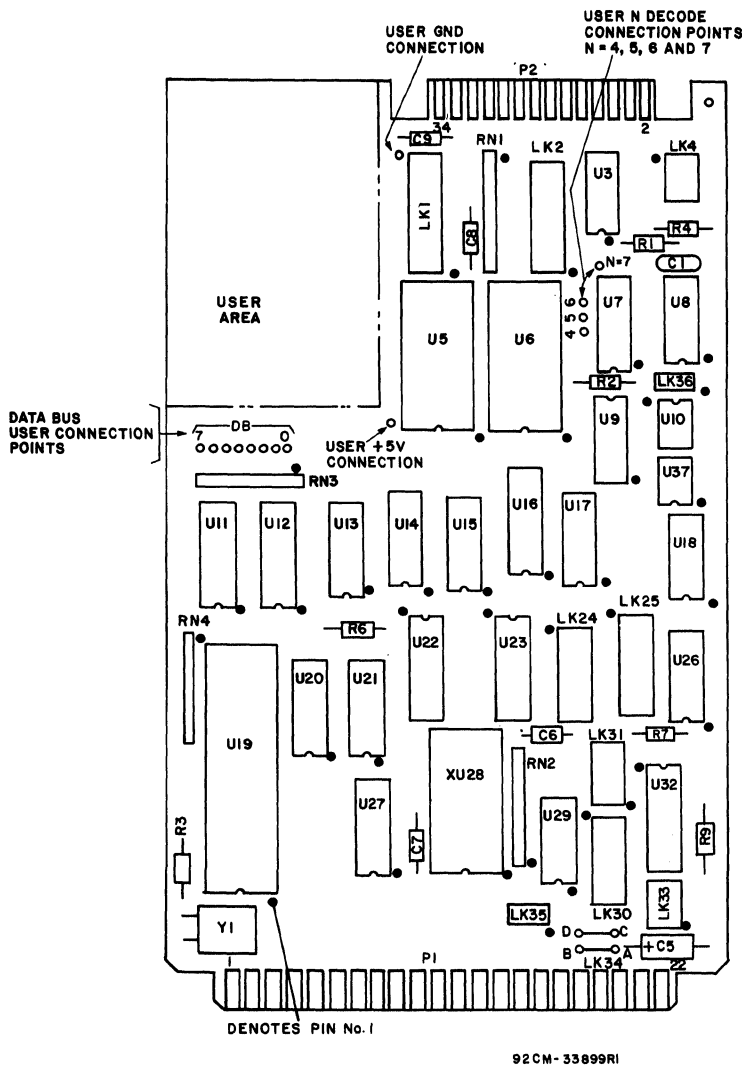 USER GND
CONNECTION
USER N DECODE
CONNECTION POINTS
N = 4, 5, 6 AND 7
P2
34
2
C9
RN1
LK2
U3
LK4
LK1
C8
R4
R1
N=7
C1
USER
AREA
U5
U6
6
5
4
U7
U8
R2
LK36
DATA BUS
USER CONNECTION
POINTS
DB
7
0
USER +5V
CONNECTION
U9
U10
RN3
U37
U11
U12
U13
U14
U15
U16
U17
U18
RN4
R6
U22
U23
LK24
LK25
U26
U20
U21
U19
C6
LK31
R7
XU28
RN2
U27
U29
U32
R3
C7
R9
LK30
LK33
Y1
LK35
D
C
B
A
+C5
LK34
1
P1
22
DENOTES PIN No. 1
92CM-33899R1